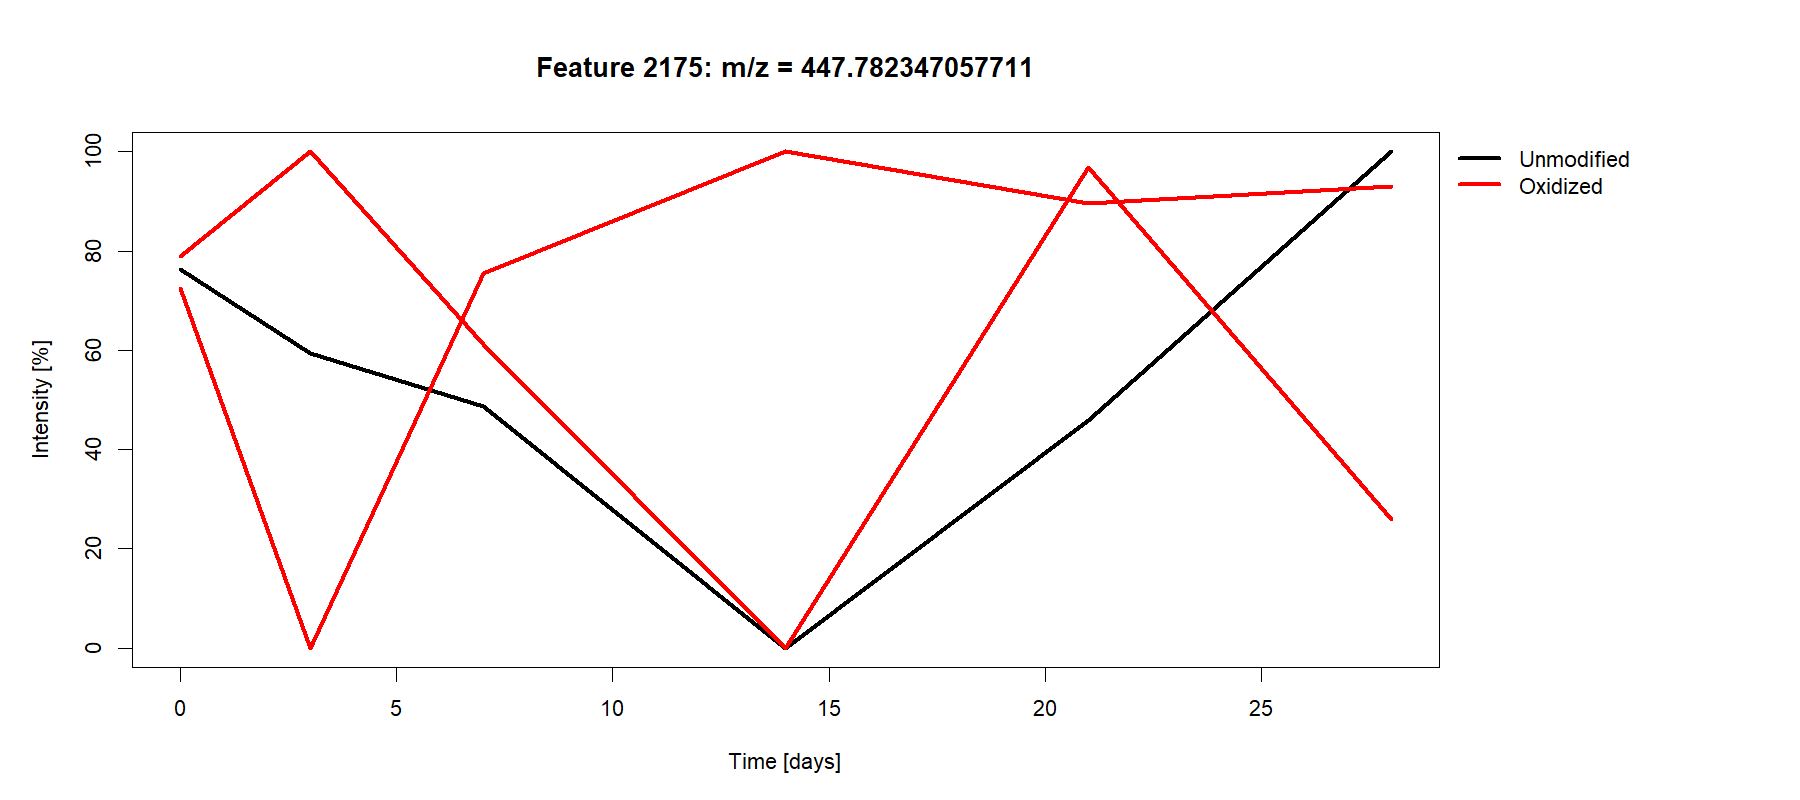 Feature 2175: m/z = 447.782347057711
Unmodified
Oxidized
Intensity [%]
100
80
60
40
20
0
0 5 10 15 20 25
Time [days]